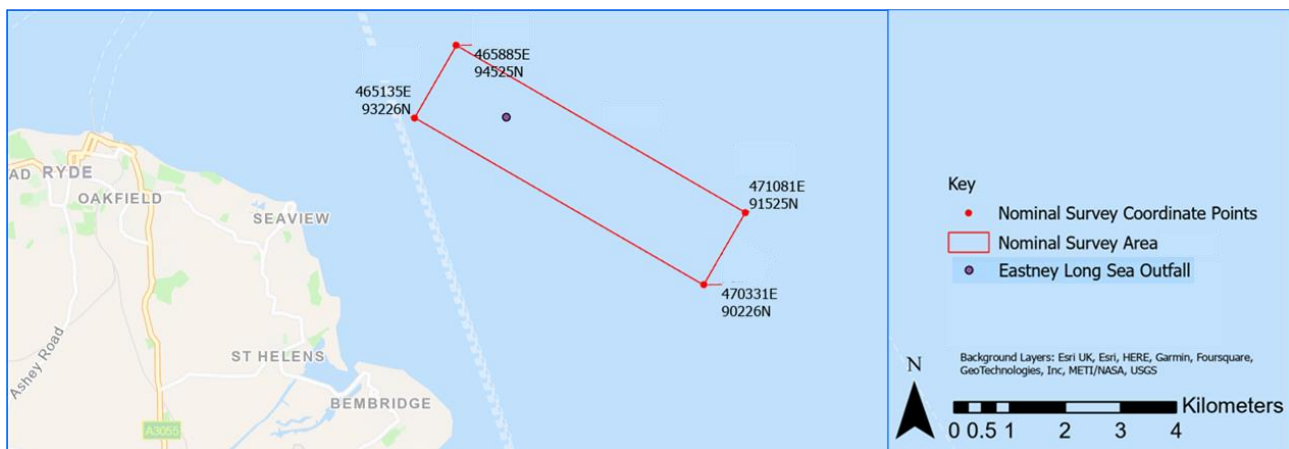 465885E
94525N
465135E
93226N
AD
RYDE
OAKFIELD
SEAVIEW
471081E
91525N
470331E
90226N
Ashey Road
ST HELENS
BEMBRIDGE
A3055
Key
Nominal Survey Coordinate Points
Nominal Survey Area
Eastney Long Sea Outfall
N
Background Layers: Esri UK, Esri, HERE, Garmin, Foursquare,
GeoTechnologies, Inc, METI/NASA, USGS
Kilometers
0 0.5 1 2 3 4